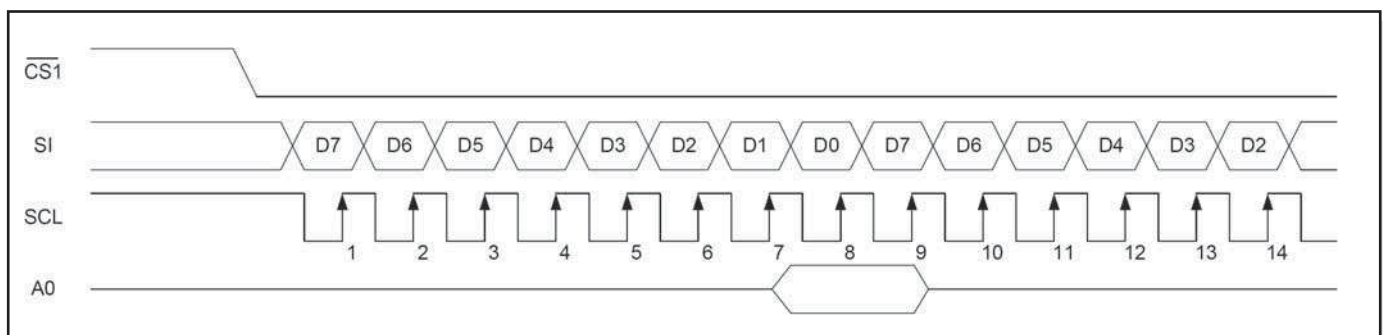 C̅S̅1̅
SI D7 D6 D5 D4 D3 D2 D1 D0 D7 D6 D5 D4 D3 D2
SCL
1 2 3 4 5 6 7 8 9 10 11 12 13 14
A0